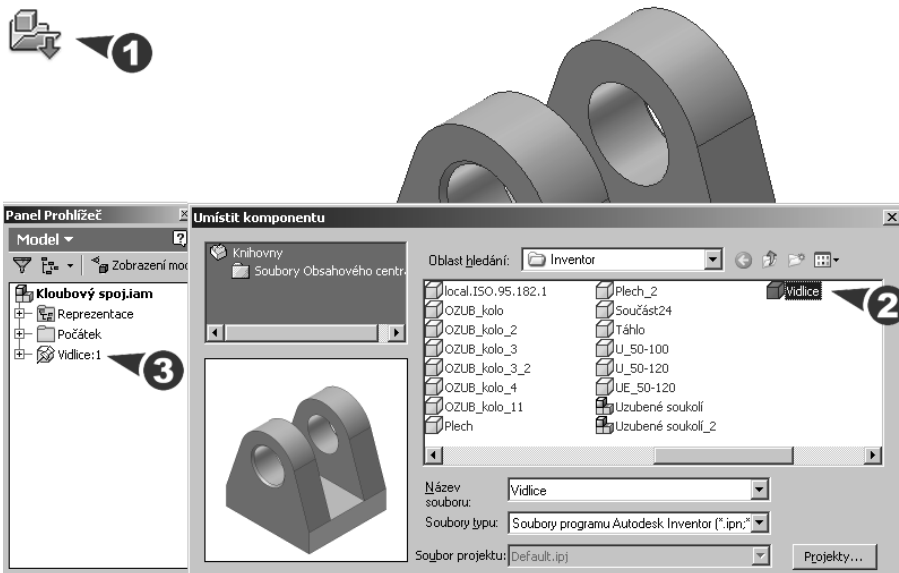 1
Panel Prohlížeč
Model
Zobrazení mod
Kloubový spoj.iam
Reprezentace
Počátek
Vidlice:1
3
Umístit komponentu
Knihovny
Soubory Obsahového centr
Oblast hledání:
Inventor
local.ISO.95.182.1
OZUB_kolo
OZUB_kolo_2
OZUB_kolo_3
OZUB_kolo_3_2
OZUB_kolo_4
OZUB_kolo_11
Plech
Plech_2
Součást24
Táhlo
U_50-100
U_50-120
UE_50-120
Uzubené soukolí
Uzubené soukolí_2
Vidlice
2
Název
souboru:
Vidlice
Soubory typu:
Soubory programu Autodesk Inventor (*.ipn;*
Soubor projektu:
Default.ipj
Projekty...